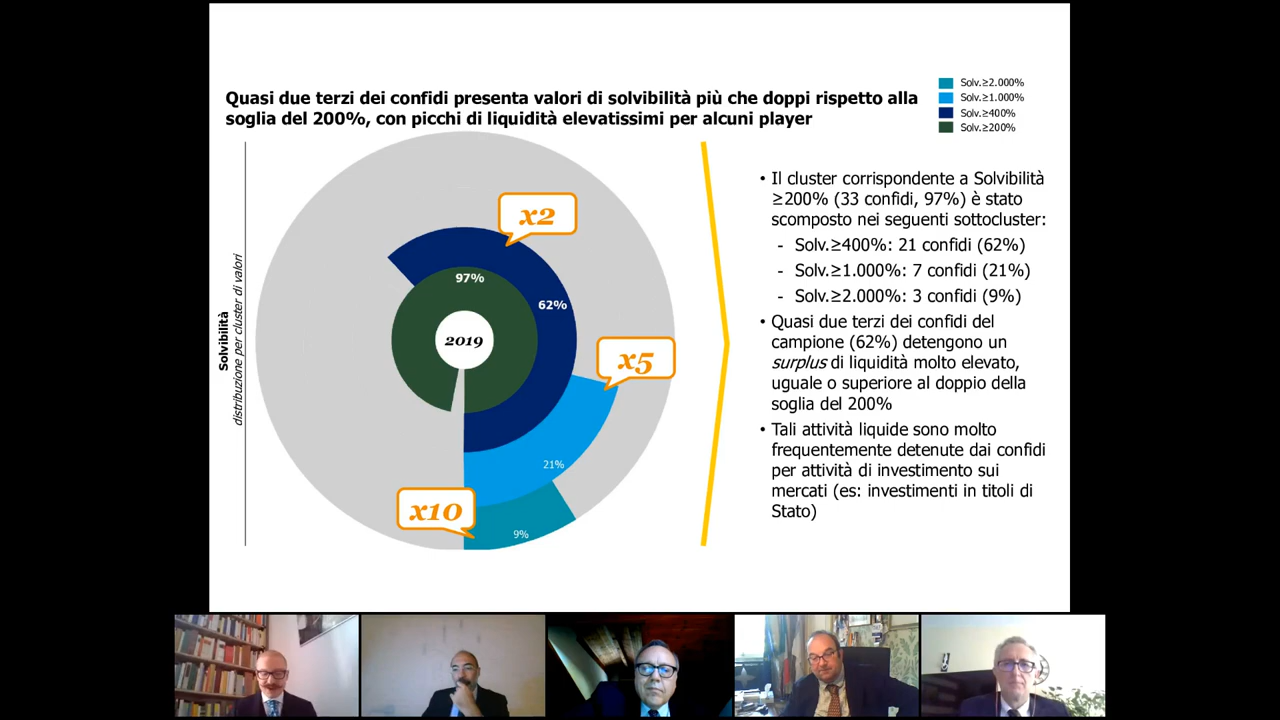 Quasi due terzi dei confidi presenta valori di solvibilità più che doppi rispetto alla
soglia del 200%, con picchi di liquidità elevatissimi per alcuni player
Solv.≥2.000%
Solv.≥1.000%
Solv.≥400%
Solv.≥200%
Solvibilità
distribuzione per cluster di valori
x2
97%
62%
2019
x5
21%
x10
9%
• Il cluster corrispondente a Solvibilità
≥200% (33 confidi, 97%) è stato
scomposto nei seguenti sottocluster:
- Solv.≥400%: 21 confidi (62%)
- Solv.≥1.000%: 7 confidi (21%)
- Solv.≥2.000%: 3 confidi (9%)
• Quasi due terzi dei confidi del
campione (62%) detengono un
surplus di liquidità molto elevato,
uguale o superiore al doppio della
soglia del 200%
• Tali attività liquide sono molto
frequentemente detenute dai confidi
per attività di investimento sui
mercati (es: investimenti in titoli di
Stato)